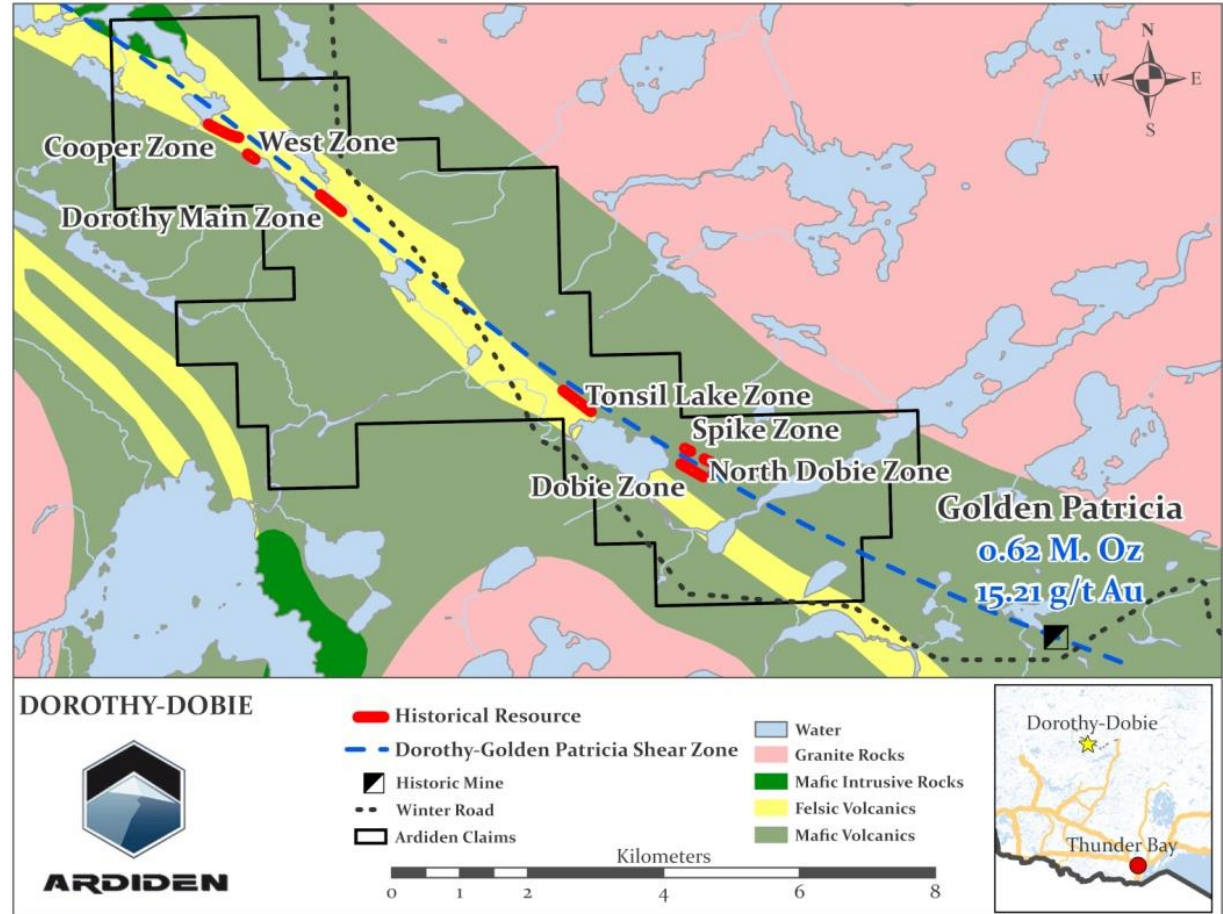 N
W E
S
Cooper Zone
West Zone
Dorothy Main Zone
Tonsil Lake Zone
Spike Zone
North Dobie Zone
Dobie Zone
Golden Patricia
0.62 M. Oz
15.21 g/t Au
DOROTHY-DOBIE
ARDIDEN
Historical Resource
Dorothy-Golden Patricia Shear Zone
Historic Mine
Winter Road
Ardiden Claims
Water
Granite Rocks
Mafic Intrusive Rocks
Felsic Volcanics
Mafic Volcanics
Kilometers
0 1 2 4 6 8
Dorothy-Dobie
Thunder Bay